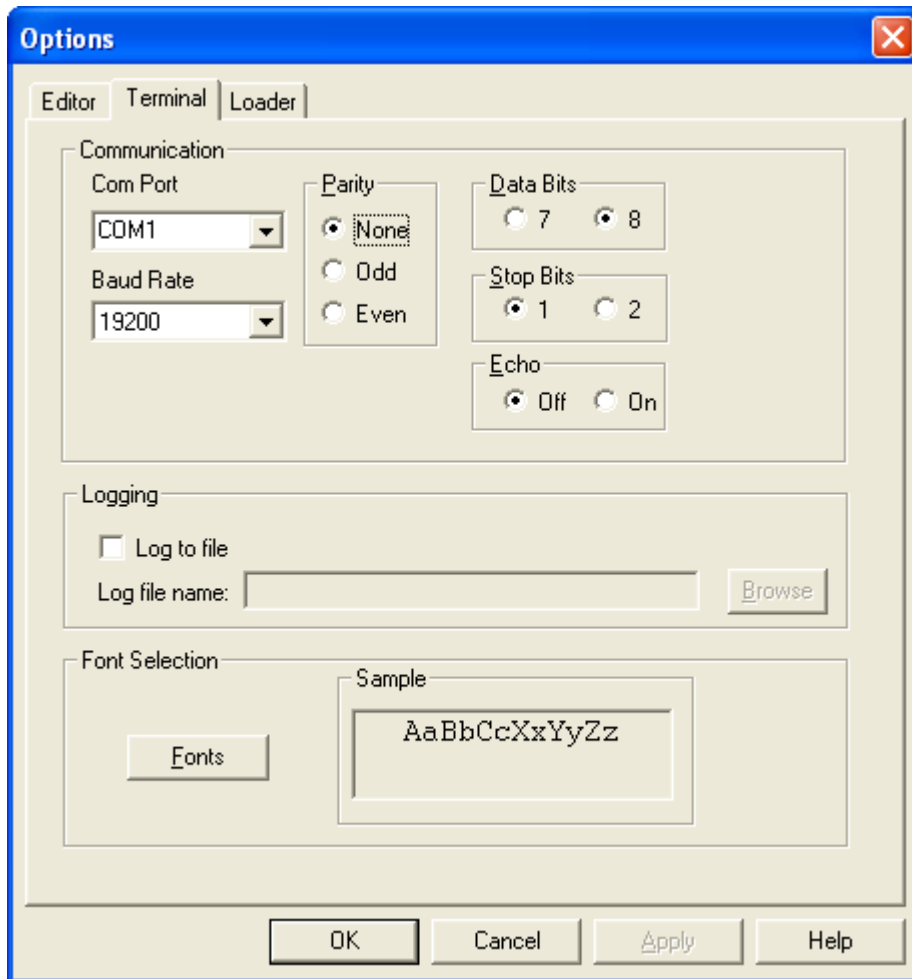 Options
Editor Terminal Loader
Communication
Com Port
COM1
Baud Rate
19200
Parity
None
Odd
Even
Data Bits
7 8
Stop Bits
1 2
Echo
Off On
Logging
Log to file
Log file name:
Browse
Font Selection
Fonts
Sample
AaBbCcXxYyZz
OK Cancel Apply Help